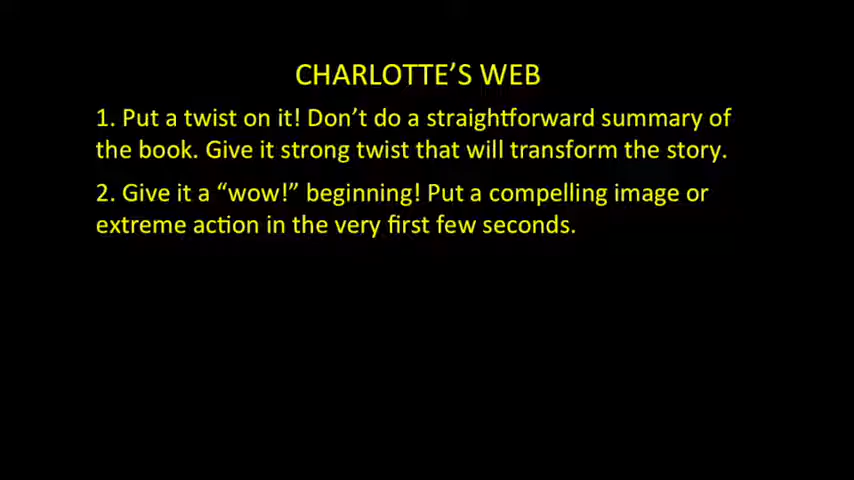 CHARLOTTE’S WEB
1. Put a twist on it! Don’t do a straightforward summary of
the book. Give it strong twist that will transform the story.
2. Give it a “wow!” beginning! Put a compelling image or
extreme action in the very first few seconds.